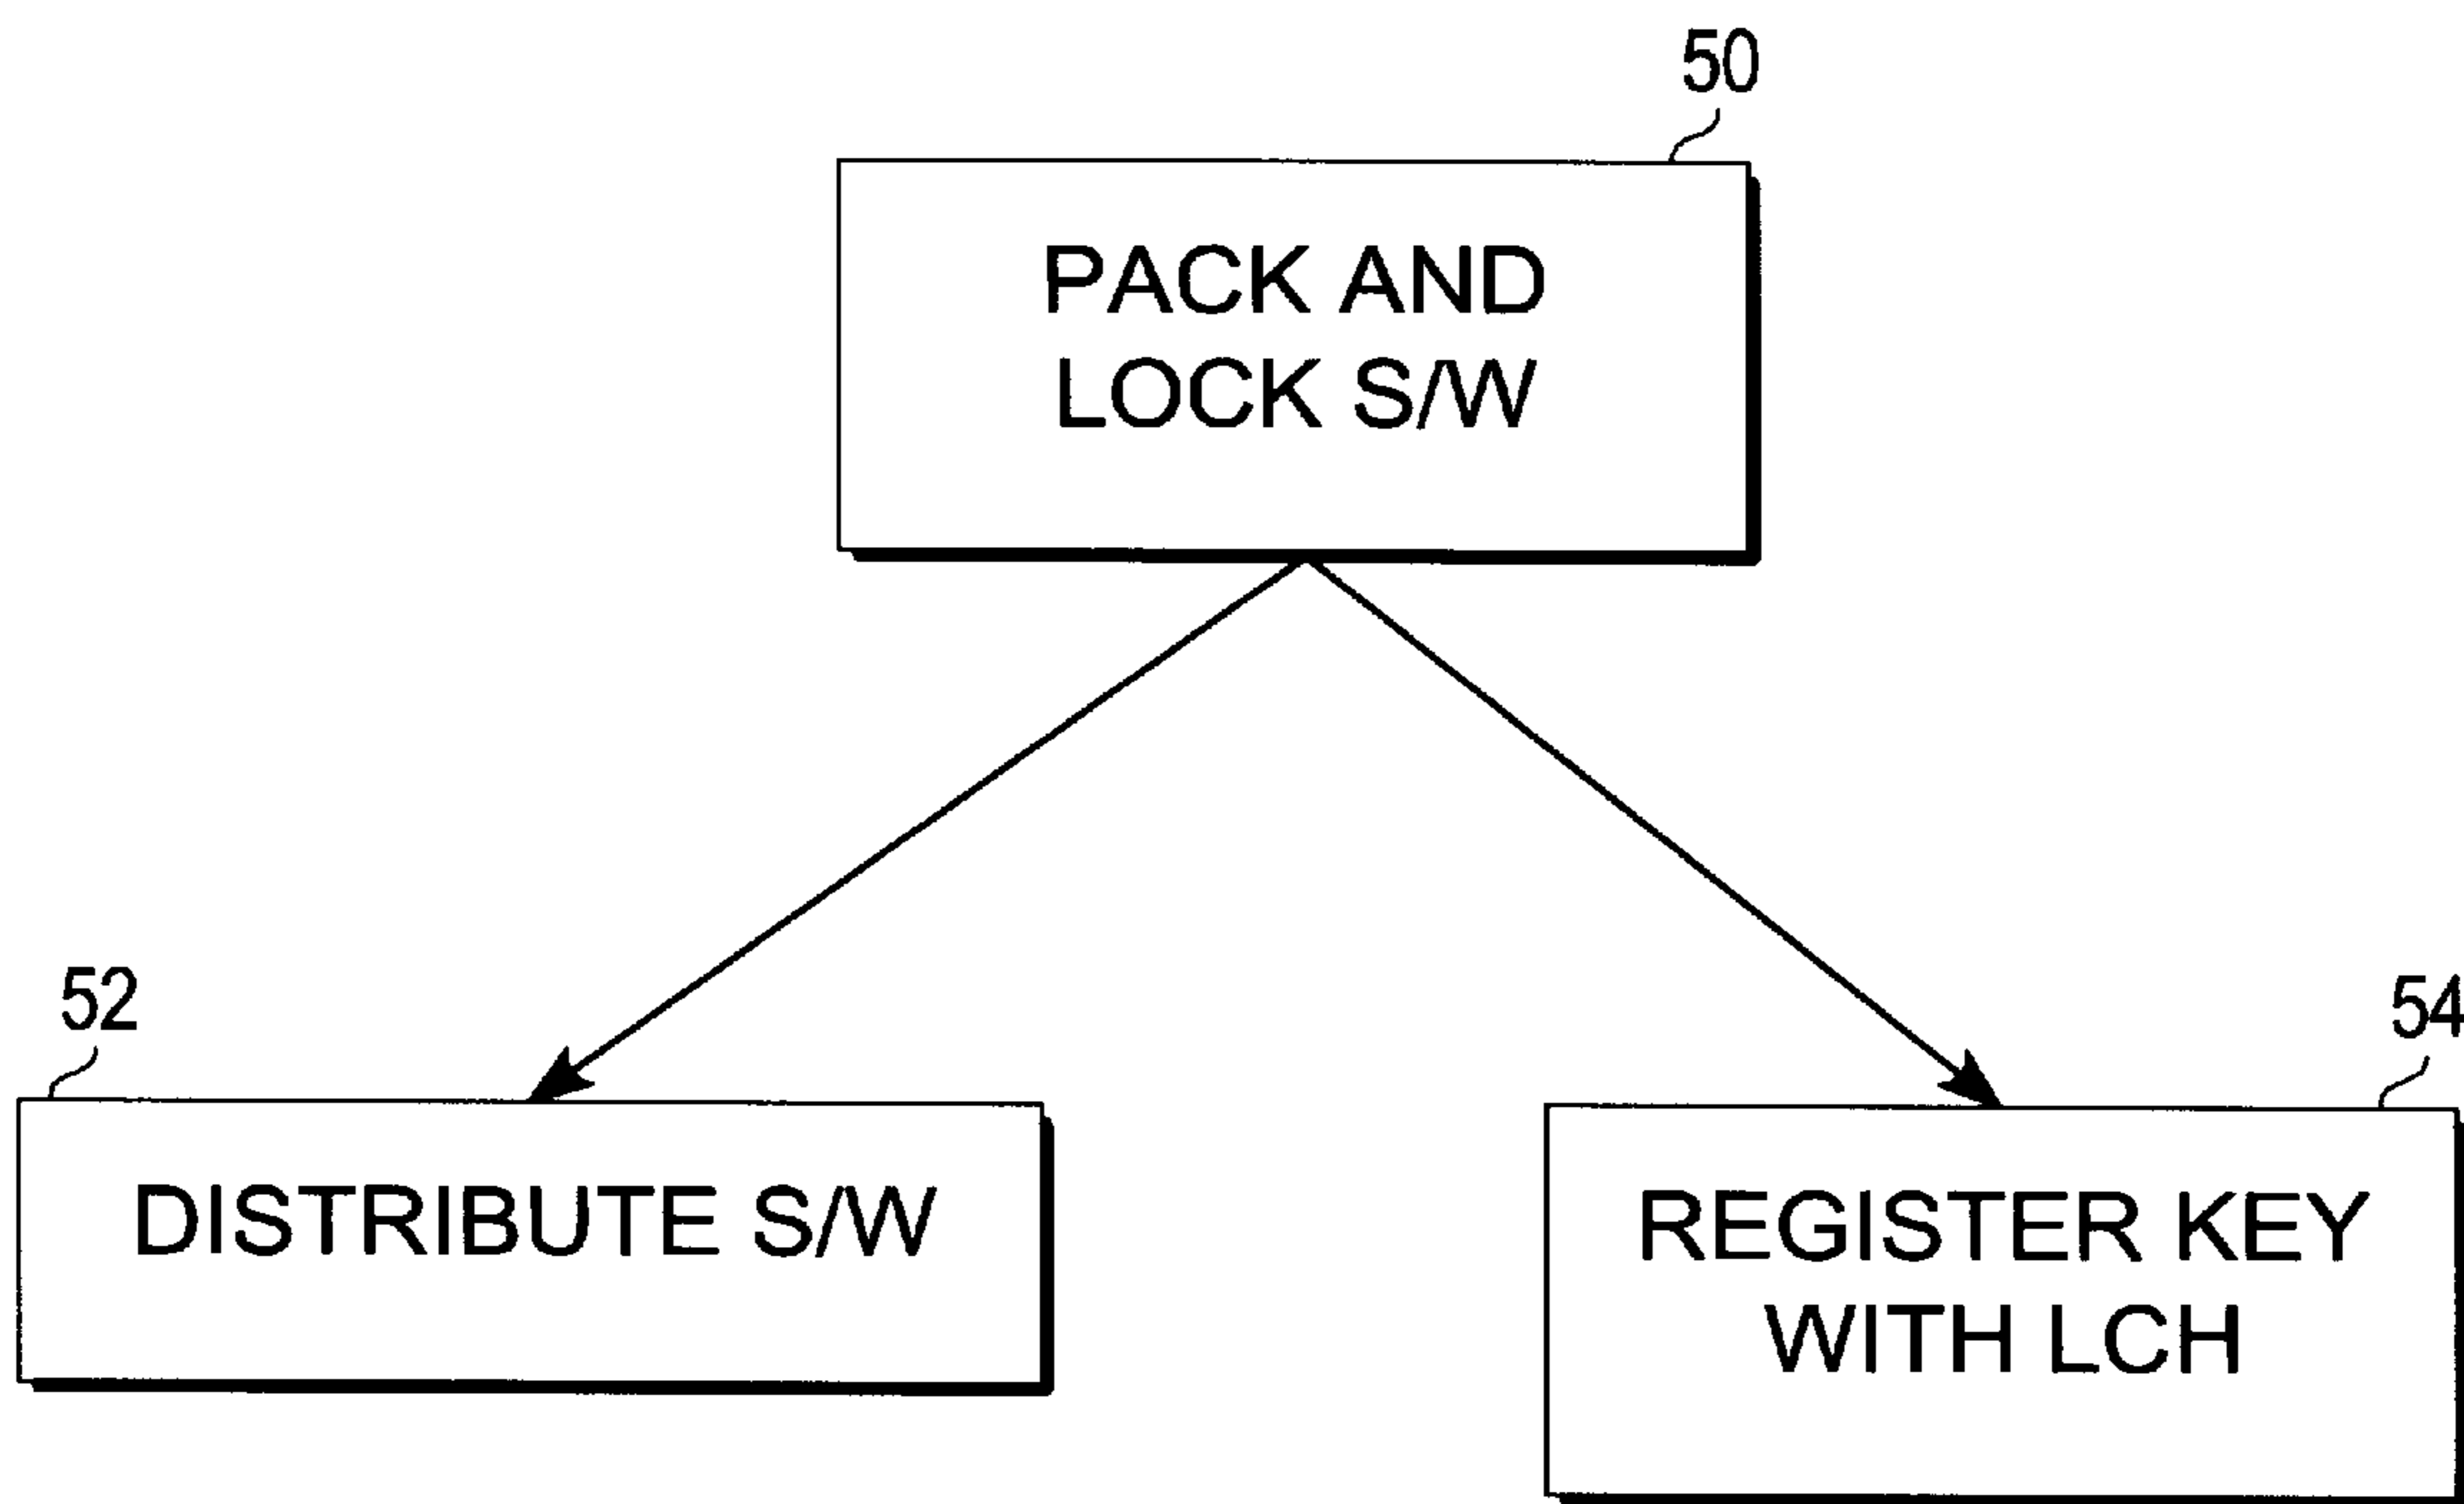 50
PACK AND
LOCK S/W
52
DISTRIBUTE S/W
54
REGISTER KEY
WITH LCH